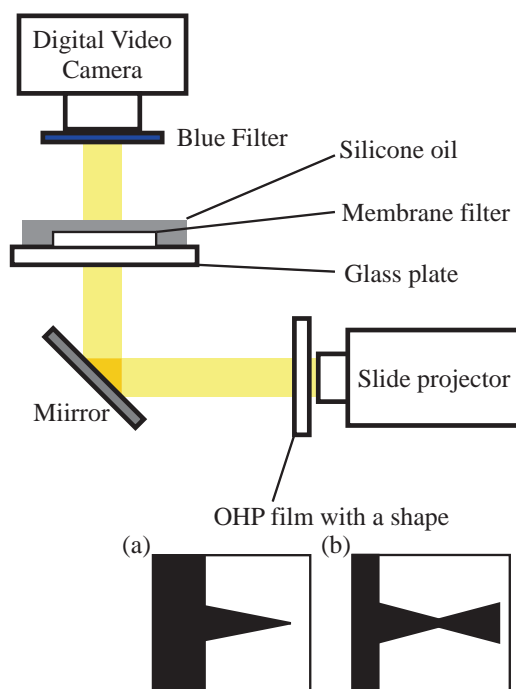 Digital Video
Camera
Blue Filter
Silicone oil
Membrane filter
Glass plate
Miirror
Slide projector
OHP film with a shape
(a)
(b)